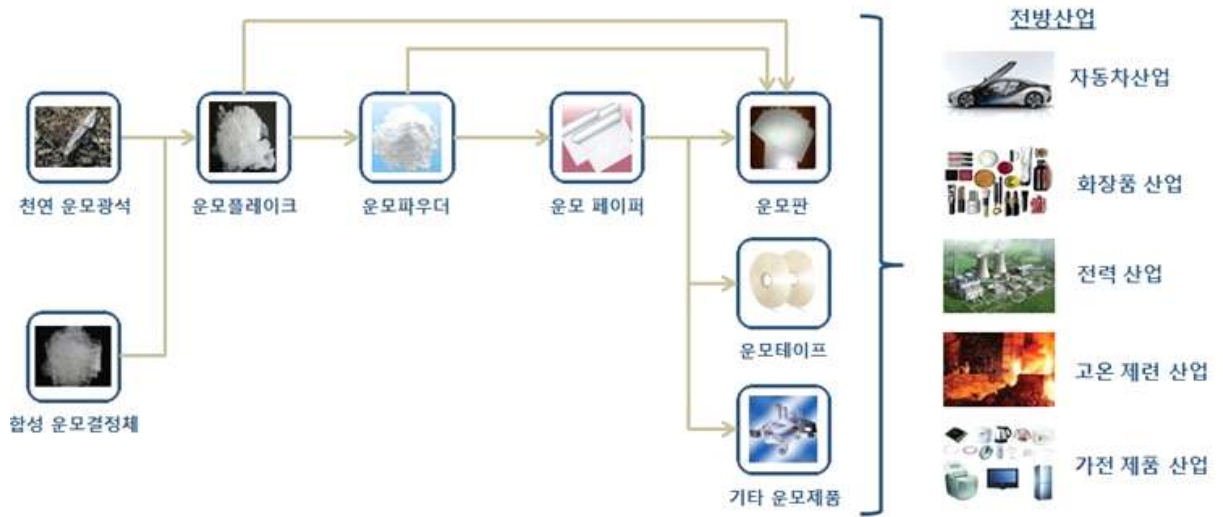 전방산업
자동차산업
천연 운모광석
운모플레이크
운모파우더
운모 페이퍼
운모판
화장품 산업
전력 산업
운모테이프
고온 제련 산업
합성 운모결정체
가전 제품 산업
기타 운모제품